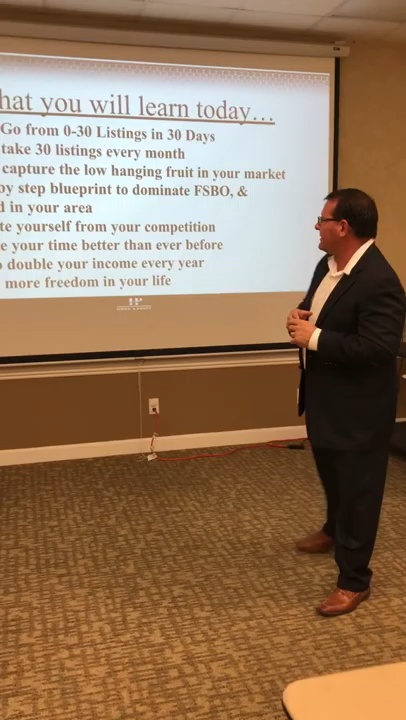 hat you will learn today...
Go from 0-30 Listings in 30 Days
take 30 listings every month
capture the low hanging fruit in your market
by step blueprint to dominate FSBO, &
d in your area
te yourself from your competition
e your time better than ever before
o double your income every year
more freedom in your life